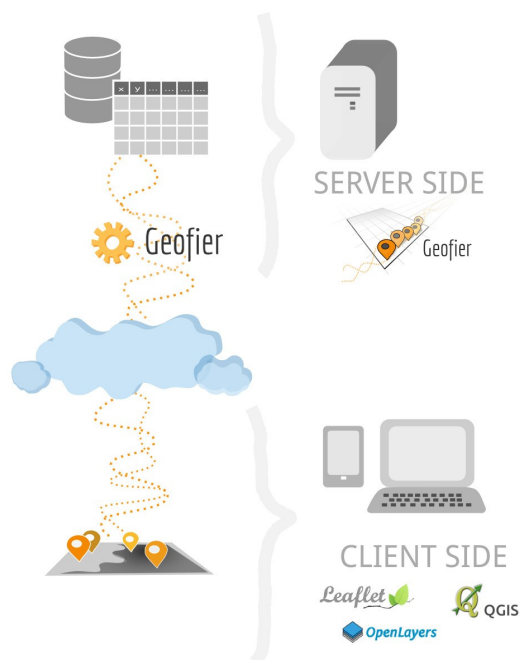 x y ... ... ... ...
Geofier
SERVER SIDE
Geofier
CLIENT SIDE
Leaflet
QGIS
OpenLayers